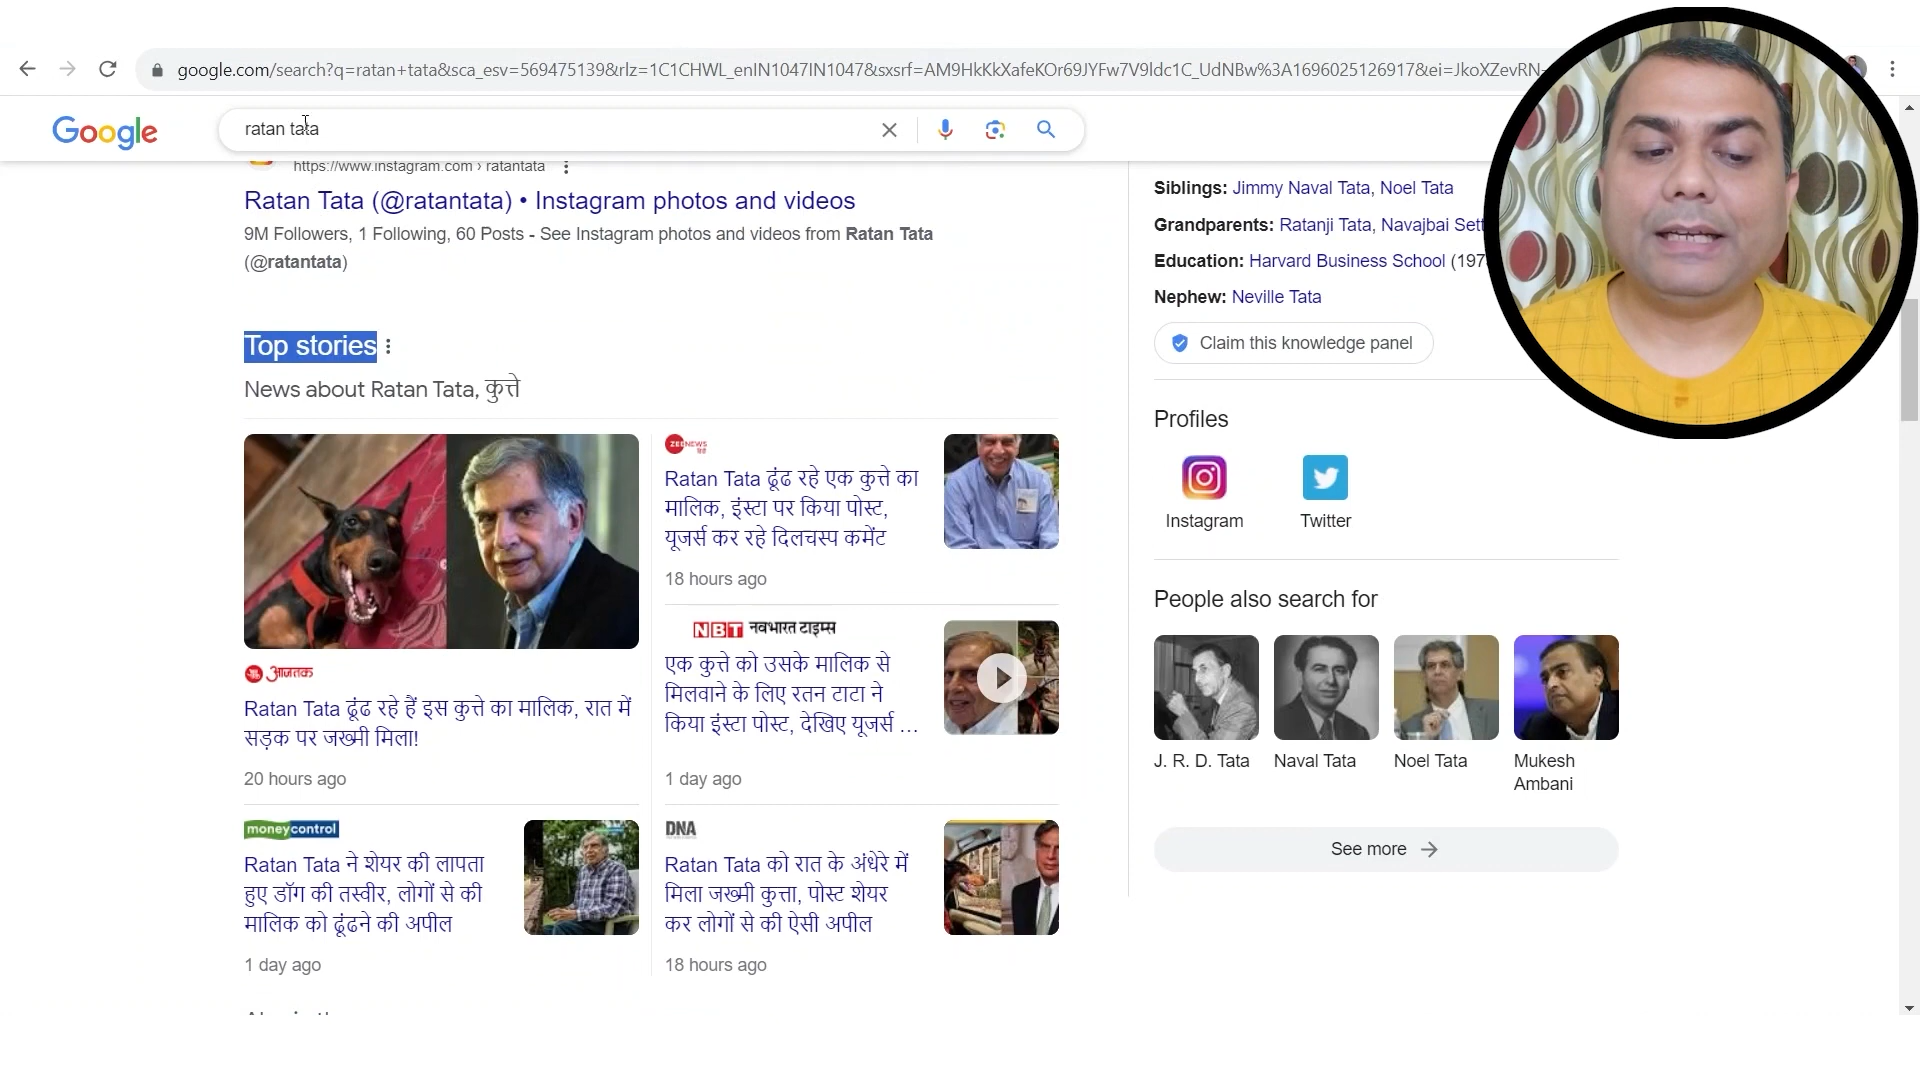 google.com/search?q=ratan+tata&sca_esv=569475139&rlz=1C1CHWL_enIN1047IN1047&sxsrf=AM9HkKkXafeKOr69JYFw7V9ldc1C_UdNBw%3A1696025126917&ei=JkoXZevRN-
Google
ratan tata
https://www.instagram.com › ratantata
Ratan Tata (@ratantata) • Instagram photos and videos
9M Followers, 1 Following, 60 Posts - See Instagram photos and videos from Ratan Tata
(@ratantata)
Top stories
News about Ratan Tata, कुत्ते
आजतक
Ratan Tata ढूंढ रहे हैं इस कुत्ते का मालिक, रात में
सड़क पर जख्मी मिला!
20 hours ago
ZEE NEWS
Ratan Tata ढूंढ रहे एक कुत्ते का
मालिक, इंस्टा पर किया पोस्ट,
यूजर्स कर रहे दिलचस्प कमेंट
18 hours ago
NBT नवभारत टाइम्स
एक कुत्ते को उसके मालिक से
मिलवाने के लिए रतन टाटा ने
किया इंस्टा पोस्ट, देखिए यूजर्स ...
1 day ago
moneycontrol
Ratan Tata ने शेयर की लापता
हुए डॉग की तस्वीर, लोगों से की
मालिक को ढूंढने की अपील
1 day ago
DNA
Ratan Tata को रात के अंधेरे में
मिला जख्मी कुत्ता, पोस्ट शेयर
कर लोगों से की ऐसी अपील
18 hours ago
Siblings: Jimmy Naval Tata, Noel Tata
Grandparents: Ratanji Tata, Navajbai Sett
Education: Harvard Business School (197
Nephew: Neville Tata
Claim this knowledge panel
Profiles
Instagram
Twitter
People also search for
J. R. D. Tata
Naval Tata
Noel Tata
Mukesh
Ambani
See more